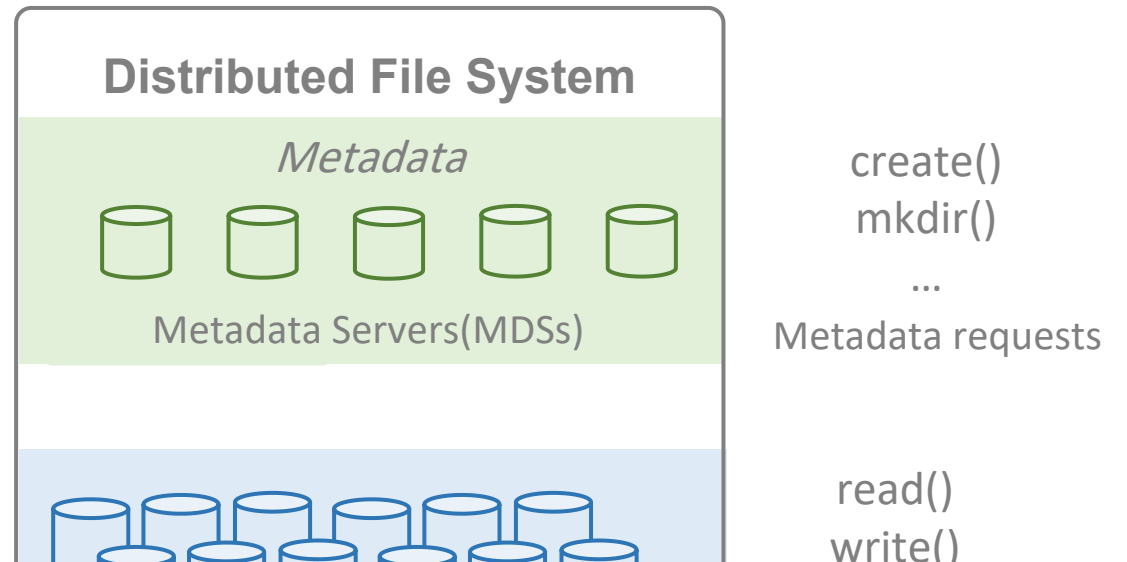 Distributed File System
Metadata
Metadata Servers(MDSs)
create()
mkdir()
...
Metadata requests
read()
write()